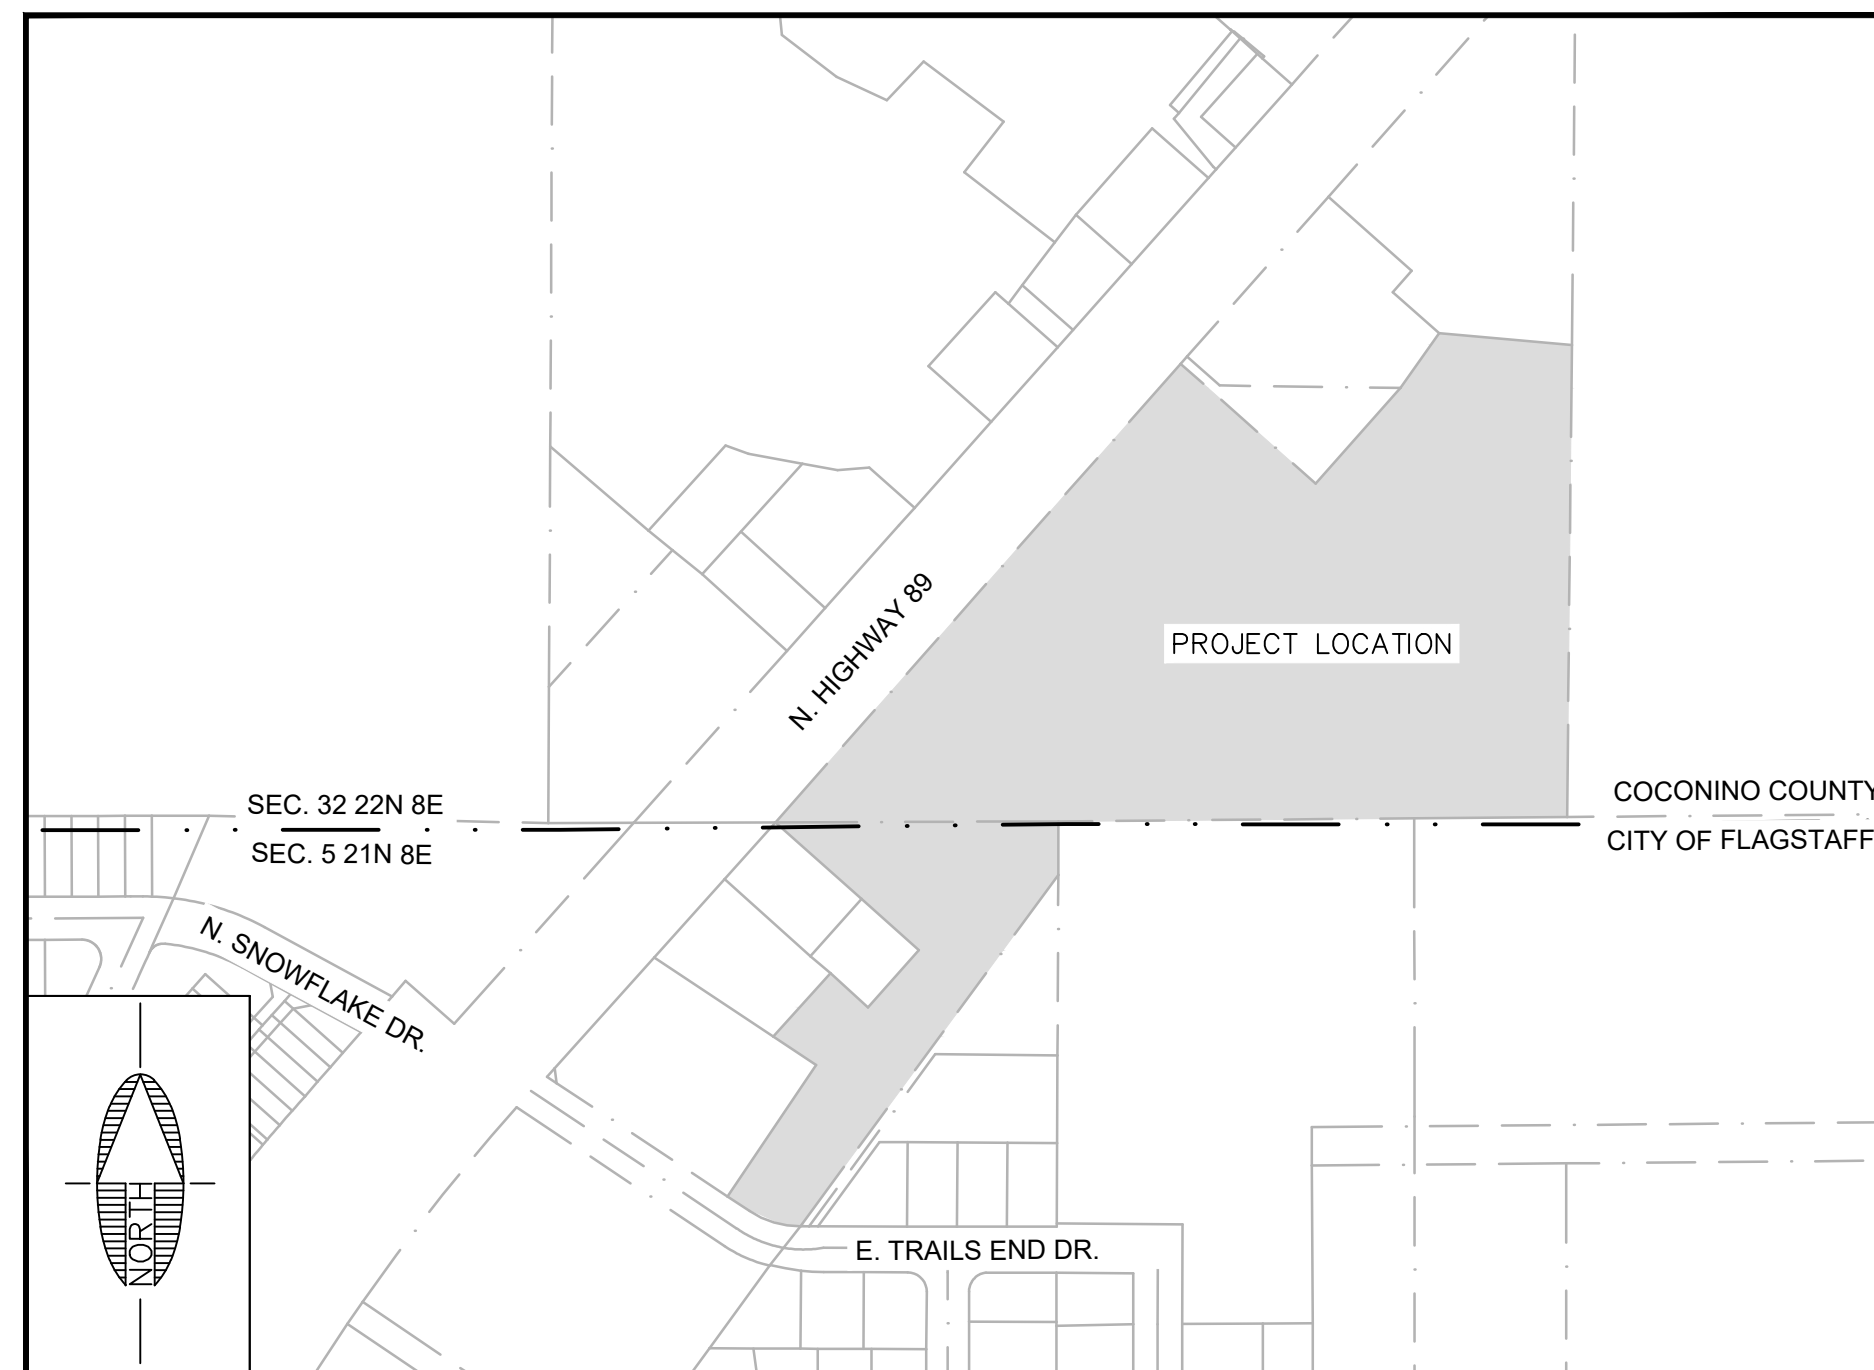 N. HIGHWAY 89
PROJECT LOCATION
SEC. 32 22N 8E
COCONINO COUNTY
SEC. 5 21N 8E
CITY OF FLAGSTAFF
N. SNOWFLAKE DR.
NORTH
E. TRAILS END DR.